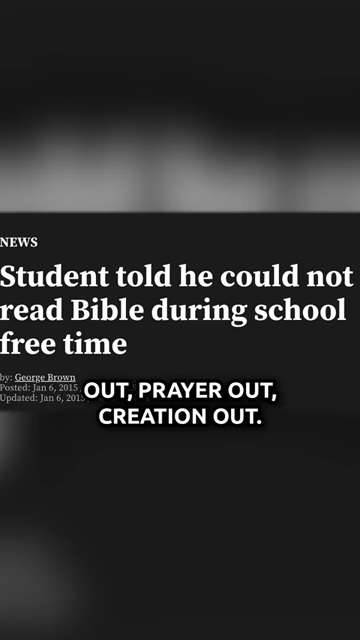 NEWS
Student told he could not
read Bible during school
free time
by: George Brown
Posted: Jan 6, 2015
Updated: Jan 6, 2015
OUT, PRAYER OUT,
CREATION OUT.